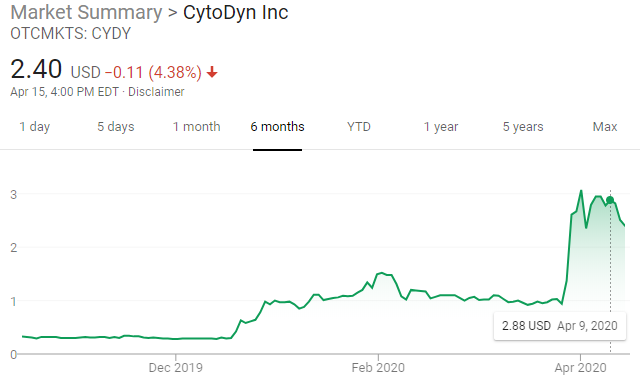 Market Summary > CytoDyn Inc
OTCMKTS: CYDY
2.40 USD −0.11 (4.38%)
Apr 15, 4:00 PM EDT · Disclaimer
1 day 5 days 1 month 6 months YTD 1 year 5 years Max
3
2
1
2.88 USD Apr 9, 2020
0
Dec 2019 Feb 2020 Apr 2020